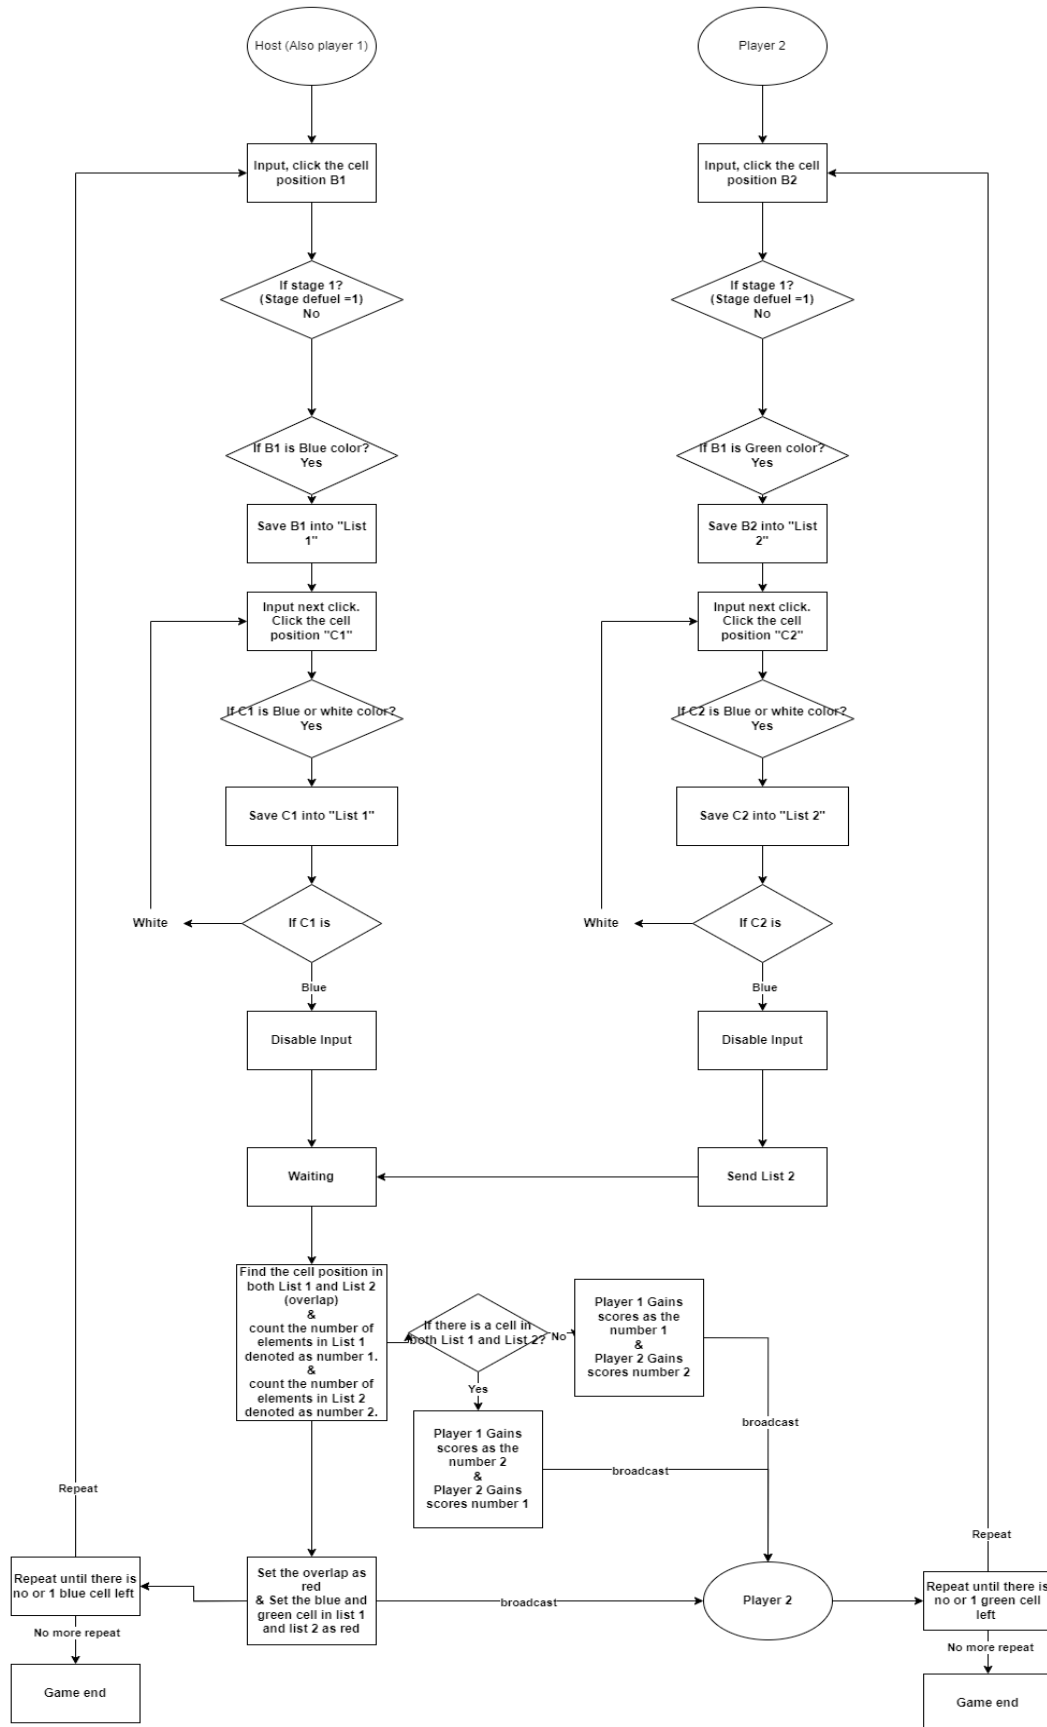 Host (Also player 1)
Player 2
Input, click the cell
position B1
Input, click the cell
position B2
If stage 1?
(Stage defuel =1)
No
If stage 1?
(Stage defuel =1)
No
If B1 is Blue color?
Yes
If B1 is Green color?
Yes
Save B1 into "List
1"
Save B2 into "List
2"
Input next click.
Click the cell
position "C1"
Input next click.
Click the cell
position "C2"
If C1 is Blue or white color?
Yes
If C2 is Blue or white color?
Yes
Save C1 into "List 1"
Save C2 into "List 2"
White
If C1 is
White
If C2 is
Blue
Blue
Disable Input
Disable Input
Waiting
Send List 2
Find the cell position in
both List 1 and List 2
(overlap)
&
count the number of
elements in List 1
denoted as number 1.
&
count the number of
elements in List 2
denoted as number 2.
If there is a cell in
both List 1 and List 2?
No
Player 1 Gains
scores as the
number 1
&
Player 2 Gains
scores number 2
Yes
Player 1 Gains
scores as the
number 2
&
Player 2 Gains
scores number 1
broadcast
broadcast
Repeat
Repeat
Repeat until there is
no or 1 blue cell left
Set the overlap as
red
& Set the blue and
green cell in list 1
and list 2 as red
broadcast
Player 2
Repeat until there is
no or 1 green cell
left
No more repeat
No more repeat
Game end
Game end